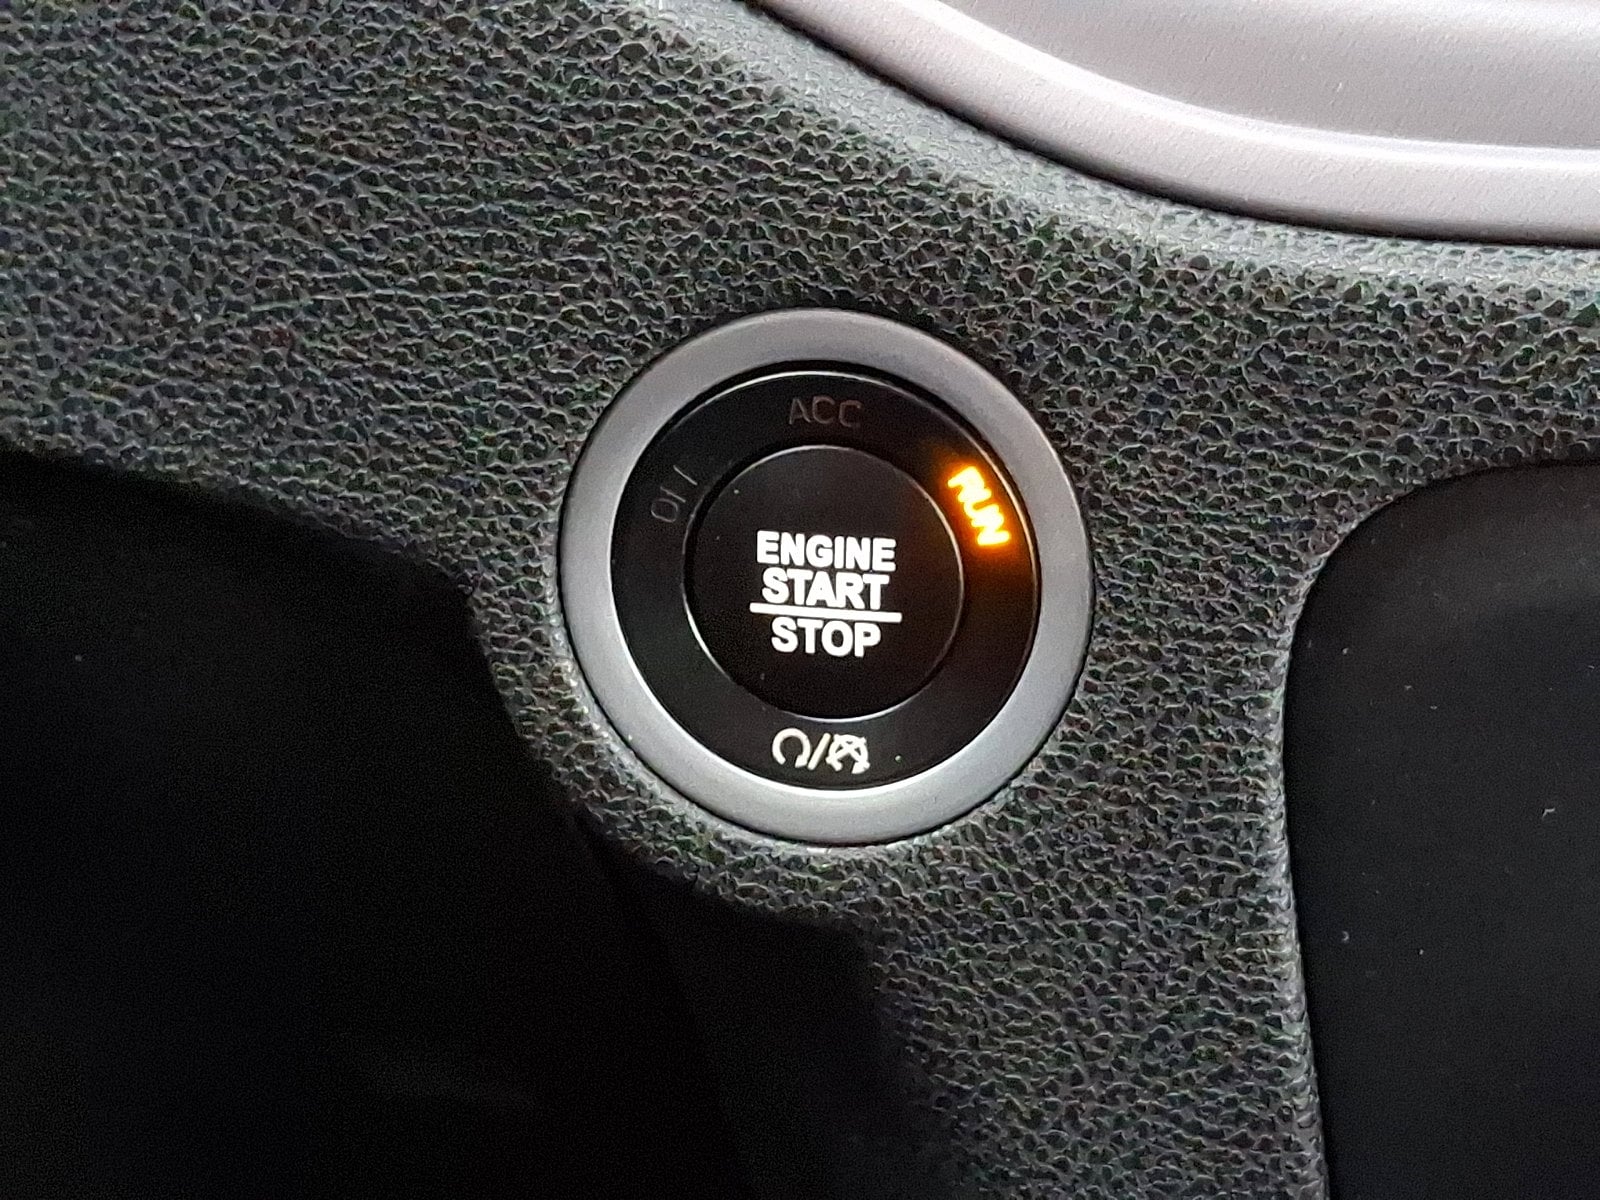 ACC
OFF
RUN
ENGINE
START
STOP